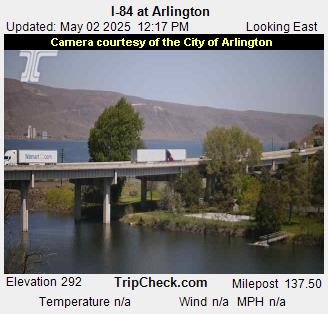 I-84 at Arlington
Updated: May 02 2025 12:17 PM Looking East
Camera courtesy of the City of Arlington
Walmart
Elevation 292 TripCheck.com Milepost 137.50
Temperature n/a Wind n/a MPH n/a